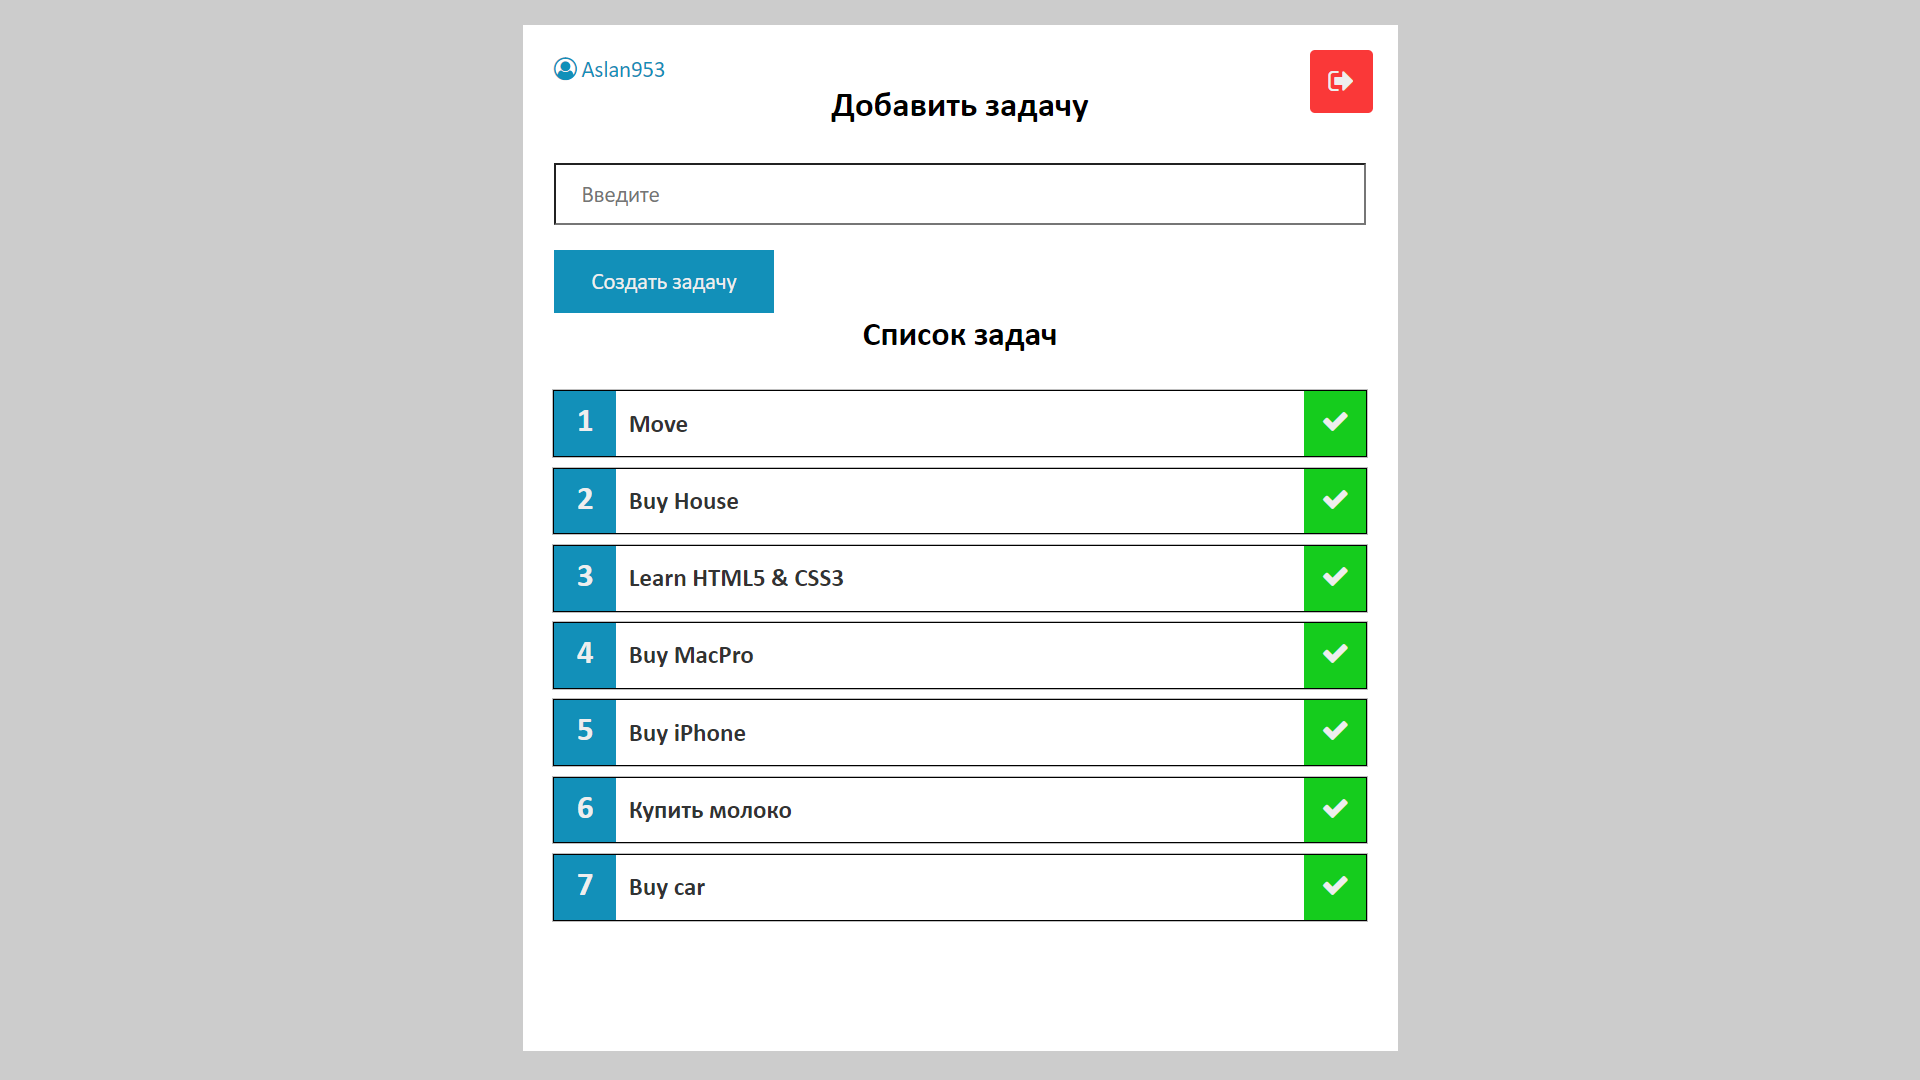 Aslan953
Добавить задачу
Введите
Создать задачу
Список задач
1 Move
2 Buy House
3 Learn HTML5 & CSS3
4 Buy MacPro
5 Buy iPhone
6 Купить молоко
7 Buy car